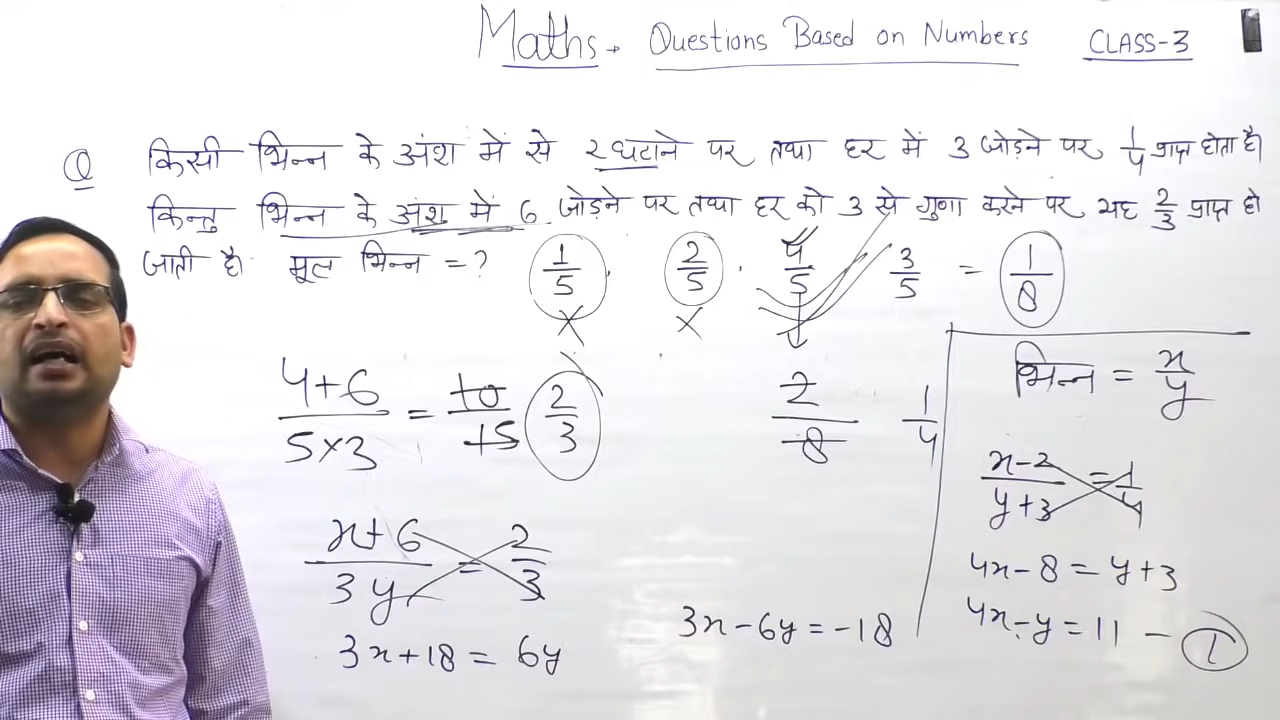 Maths. Questions Based on Numbers CLASS-3
Q किसी भिन्न के अंश में से 2 घटाने पर तथा हर में 3 जोड़ने पर 1/4 प्राप्त होता है।
किन्तु भिन्न के अंश में 6 जोड़ने पर तथा हर को 3 से गुणा करने पर यह 2/3 प्राप्त हो
जाती है। मूल भिन्न = ? 1/5. 2/5. 4/5 3/5 = 1/8
× ×
4+6/5×3 = 10/15 2/3 2/8 1/4
भिन्न = x/y
x-2/y+3 = 1/4
x+6/3y = 2/3
4x-8 = y+3
3x+18 = 6y 3x-6y = -18 4x-y = 11 - 1